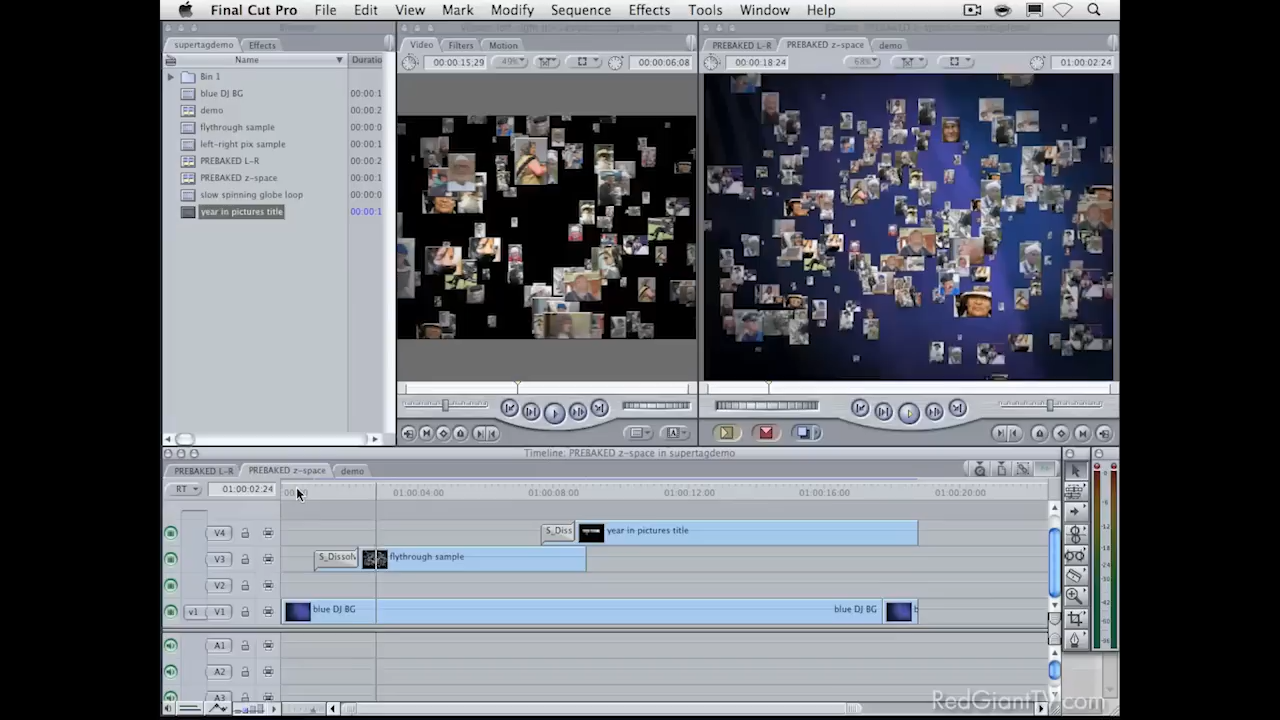 Final Cut Pro File Edit View Mark Modify Sequence Effects Tools Window Help
supertagdemo Effects
Name Duratio
Bin 1
blue DJ BG 00:00:1
demo 00:00:2
flythrough sample 00:00:0
left-right pix sample 00:00:1
PREBAKED L-R 00:00:2
PREBAKED z-space 00:00:1
slow spinning globe loop 00:00:0
year in pictures title 00:00:1
Video Filters Motion
00:00:15;29 49% 00:00:06;08
PREBAKED L-R PREBAKED z-space demo
00:00:18:24 68% 01:00:02:24
Timeline: PREBAKED z-space in supertagdemo
PREBAKED L-R PREBAKED z-space demo
RT 01:00:02:24 01:00:04:00 01:00:08:00 01:00:12:00 01:00:16:00 01:00:20:00
V4 S_Diss year in pictures title
V3 S_Dissolv flythrough sample
V2
v1 V1 blue DJ BG blue DJ BG
A1
A2
A3
RedGiantTV.com